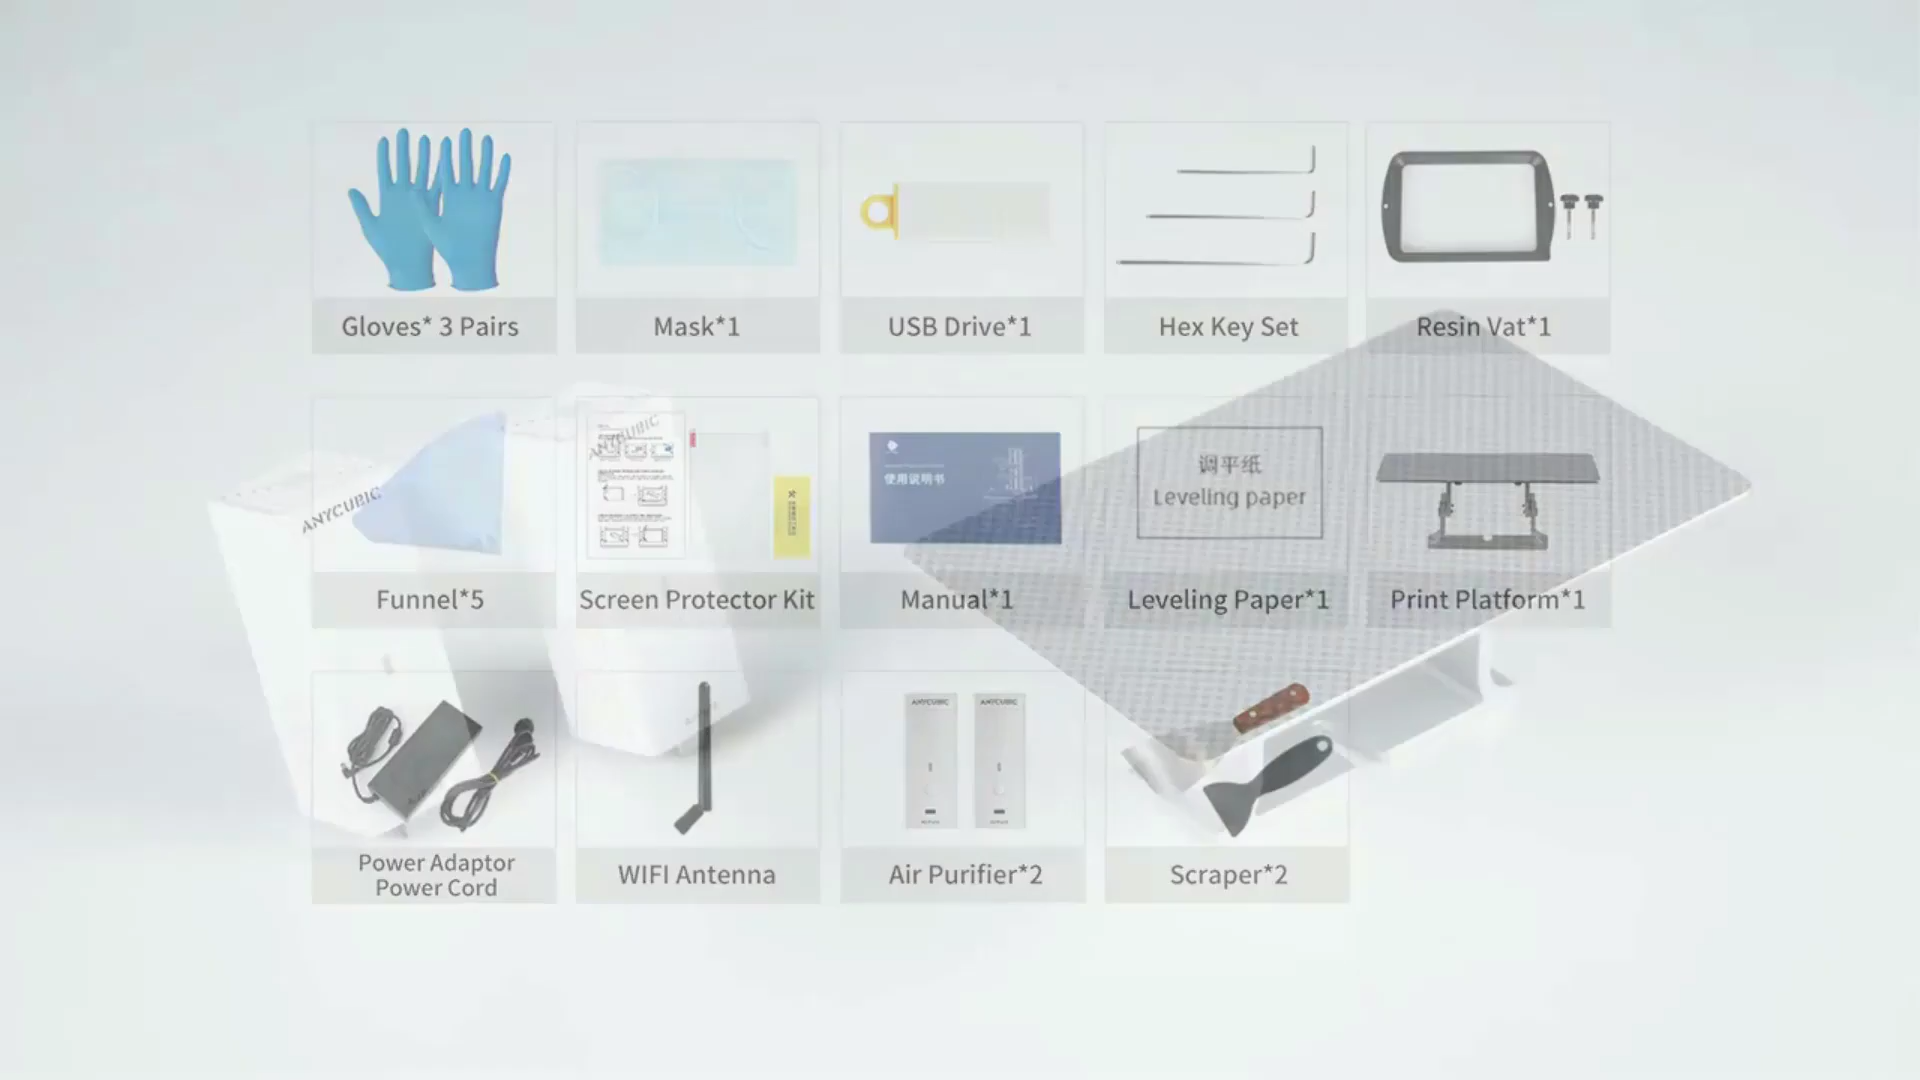 Gloves* 3 Pairs
Mask*1
USB Drive*1
Hex Key Set
Resin Vat*1
ANYCUBIC
ANYCUBIC
使用说明书
调平纸
Leveling paper
Funnel*5
Screen Protector Kit
Manual*1
Leveling Paper*1
Print Platform*1
ANYCUBIC
ANYCUBIC
Power Adaptor
Power Cord
WIFI Antenna
Air Purifier*2
Scraper*2